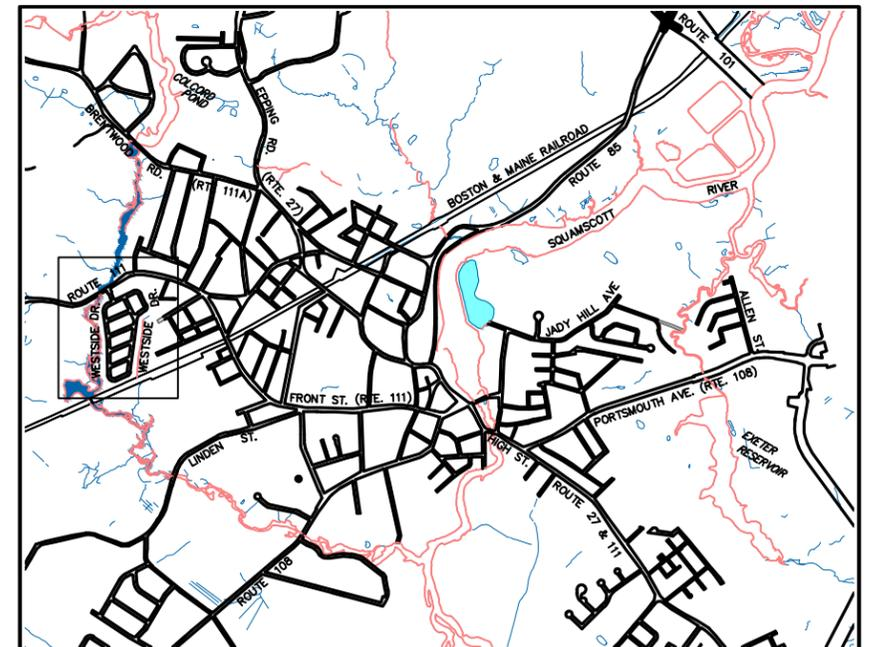 ROUTE 101
COLCORD
POND
EPPING RD.
(RTE. 27)
BRENTWOOD RD.
(RTE. 111A)
BOSTON & MAINE RAILROAD
ROUTE 85
RIVER
SQUAMSCOTT
ROUTE 111
WESTSIDE DR.
WESTSIDE DR.
JADY HILL AVE
ALLEN ST.
FRONT ST. (RTE. 111)
PORTSMOUTH AVE. (RTE. 108)
LINDEN ST.
HIGH ST.
EXETER
RESERVOIR
ROUTE 27 & 111
ROUTE 108